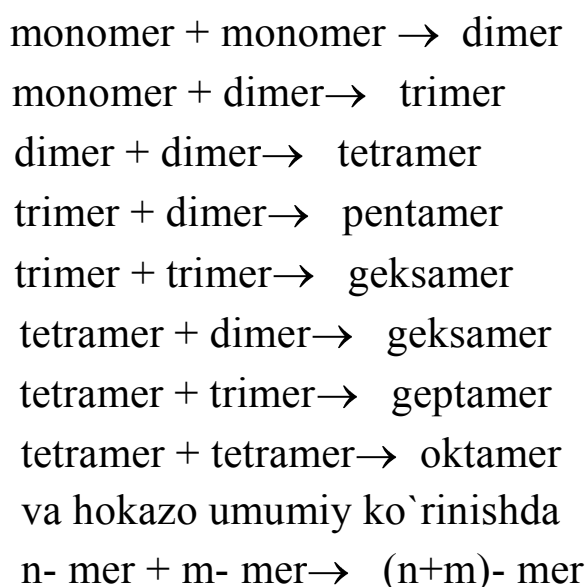 monomer + monomer → dimer
monomer + dimer→ trimer
dimer + dimer→ tetramer
trimer + dimer→ pentamer
trimer + trimer→ geksamer
tetramer + dimer→ geksamer
tetramer + trimer→ geptamer
tetramer + tetramer→ oktamer
va hokazo umumiy ko`rinishda
n- mer + m- mer→ (n+m)- mer